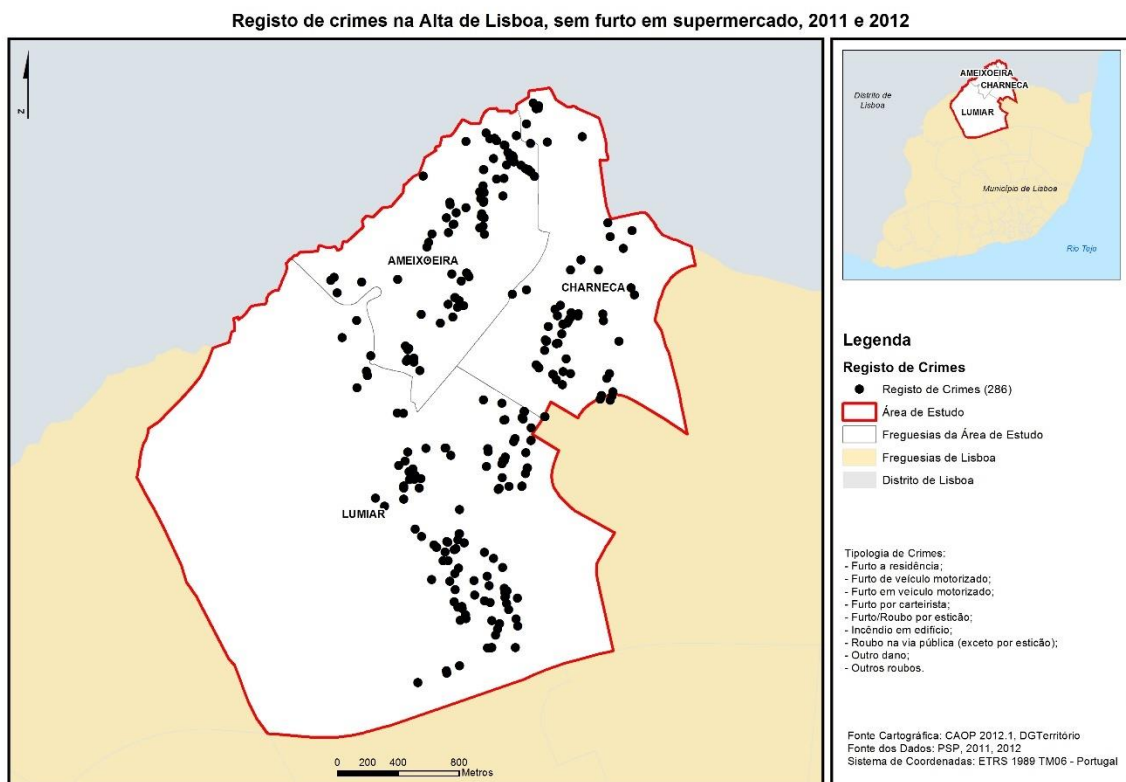 Registo de crimes na Alta de Lisboa, sem furto em supermercado, 2011 e 2012
N
AMEIXOEIRA
CHARNECA
LUMIAR
0 200 400 800
Metros
AMEIXOEIRA
CHARNECA
Distrito de
Lisboa
LUMIAR
Município de Lisboa
Rio Tejo
Legenda
Registo de Crimes
Registo de Crimes (286)
Área de Estudo
Freguesias da Área de Estudo
Freguesias de Lisboa
Distrito de Lisboa
Tipologia de Crimes:
- Furto a residência;
- Furto de veículo motorizado;
- Furto em veículo motorizado;
- Furto por carteirista;
- Furto/Roubo por esticão;
- Incêndio em edifício;
- Roubo na via pública (exceto por esticão);
- Outro dano;
- Outros roubos.
Fonte Cartográfica: CAOP 2012.1, DGTerritório
Fonte dos Dados: PSP, 2011, 2012
Sistema de Coordenadas: ETRS 1989 TM06 - Portugal